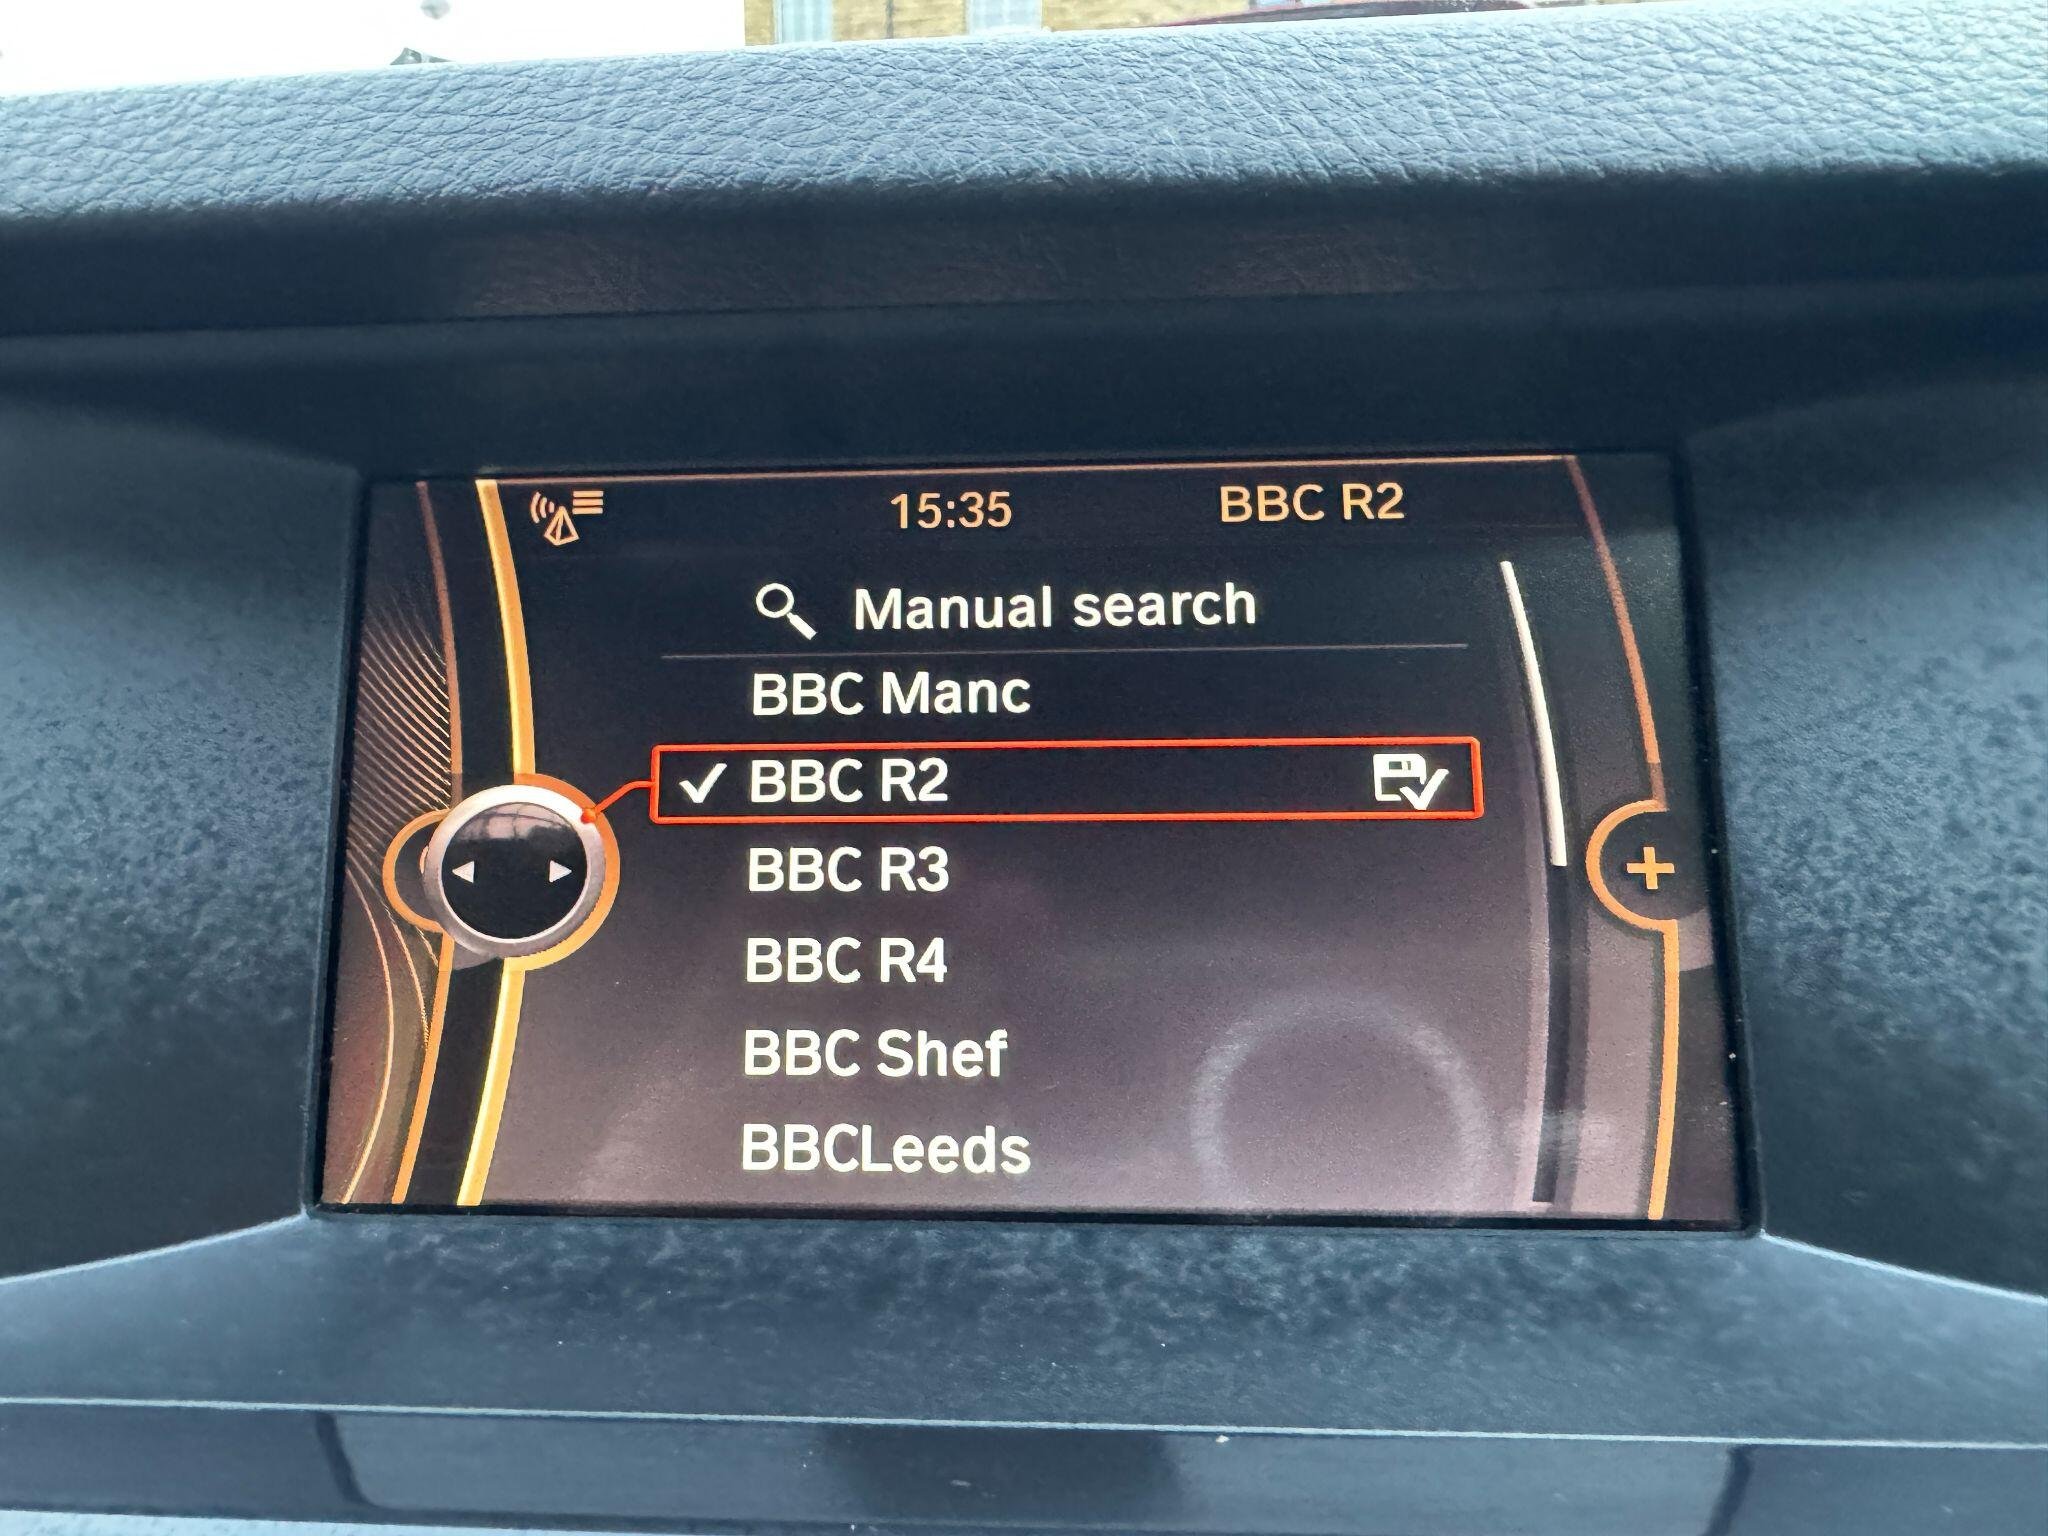 15:35 BBC R2
Manual search
BBC Manc
BBC R2
BBC R3
BBC R4
BBC Shef
BBCLeeds